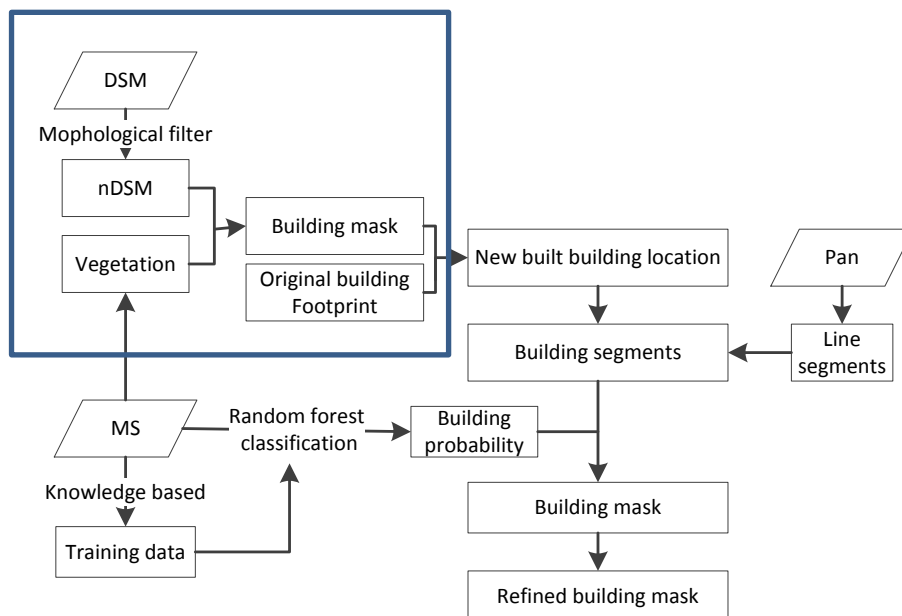 DSM
Mophological filter
nDSM
Vegetation
Building mask
Original building
Footprint
New built building location
Pan
Building segments
Line
segments
MS
Random forest
classification
Building
probability
Knowledge based
Training data
Building mask
Refined building mask